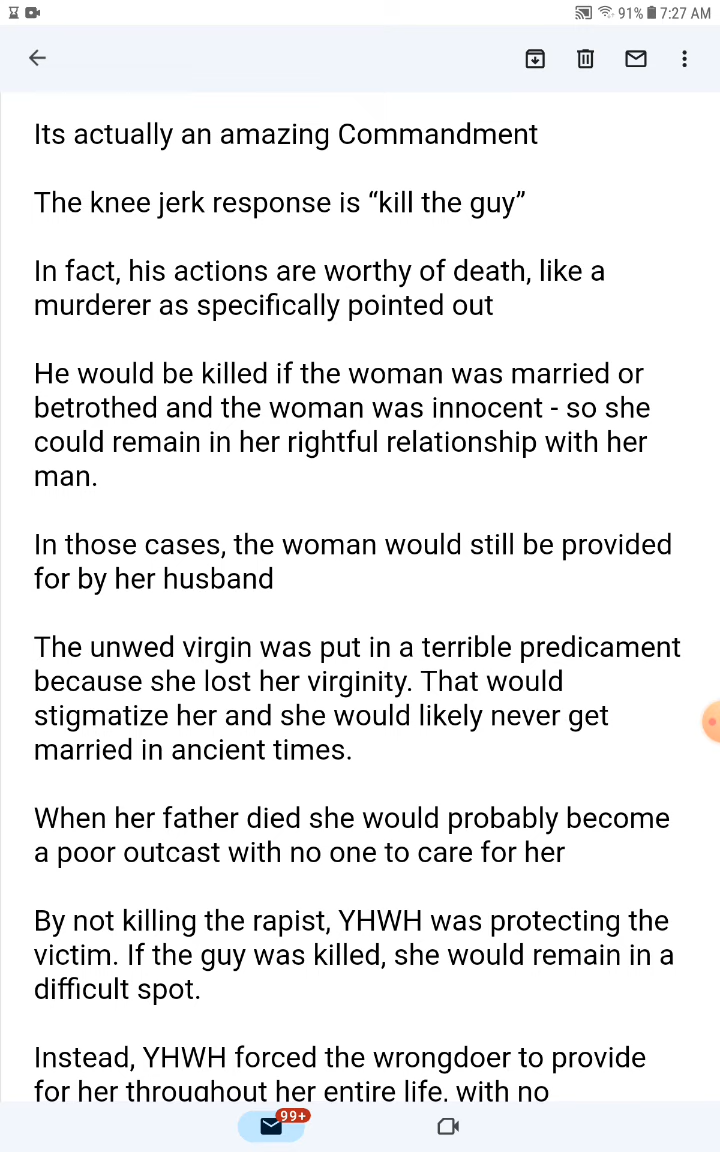 91% 7:27 AM
Its actually an amazing Commandment
The knee jerk response is “kill the guy”
In fact, his actions are worthy of death, like a
murderer as specifically pointed out
He would be killed if the woman was married or
betrothed and the woman was innocent - so she
could remain in her rightful relationship with her
man.
In those cases, the woman would still be provided
for by her husband
The unwed virgin was put in a terrible predicament
because she lost her virginity. That would
stigmatize her and she would likely never get
married in ancient times.
When her father died she would probably become
a poor outcast with no one to care for her
By not killing the rapist, YHWH was protecting the
victim. If the guy was killed, she would remain in a
difficult spot.
Instead, YHWH forced the wrongdoer to provide
for her throughout her entire life, with no
99+